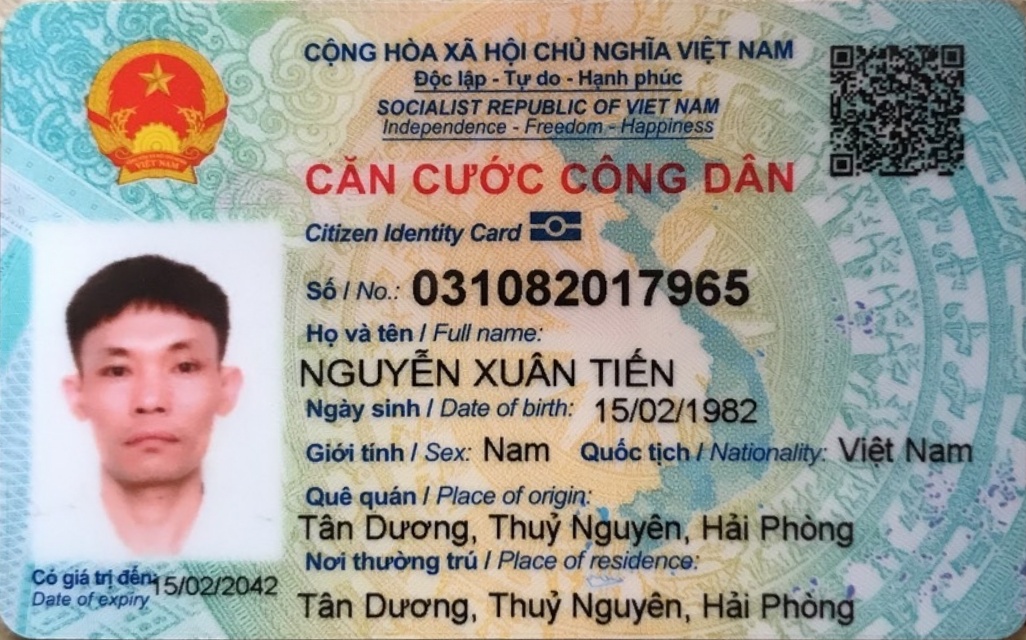 CỘNG HÒA XÃ HỘI CHỦ NGHĨA VIỆT NAM
Độc lập - Tự do - Hạnh phúc
SOCIALIST REPUBLIC OF VIET NAM
Independence - Freedom - Happiness
CĂN CƯỚC CÔNG DÂN
Citizen Identity Card
VIỆT NAM
Số / No.: 031082017965
Họ và tên / Full name:
NGUYỄN XUÂN TIẾN
Ngày sinh / Date of birth: 15/02/1982
Giới tính / Sex: Nam Quốc tịch / Nationality: Việt Nam
Quê quán / Place of origin:
Tân Dương, Thuỷ Nguyên, Hải Phòng
Nơi thường trú / Place of residence:
Tân Dương, Thuỷ Nguyên, Hải Phòng
Có giá trị đến: 15/02/2042
Date of expiry